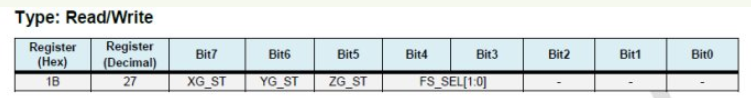 Type: Read/Write
Register (Hex) Register (Decimal) Bit7 Bit6 Bit5 Bit4 Bit3 Bit2 Bit1 Bit0
1B 27 XG_ST YG_ST ZG_ST FS_SEL[1:0] - - -